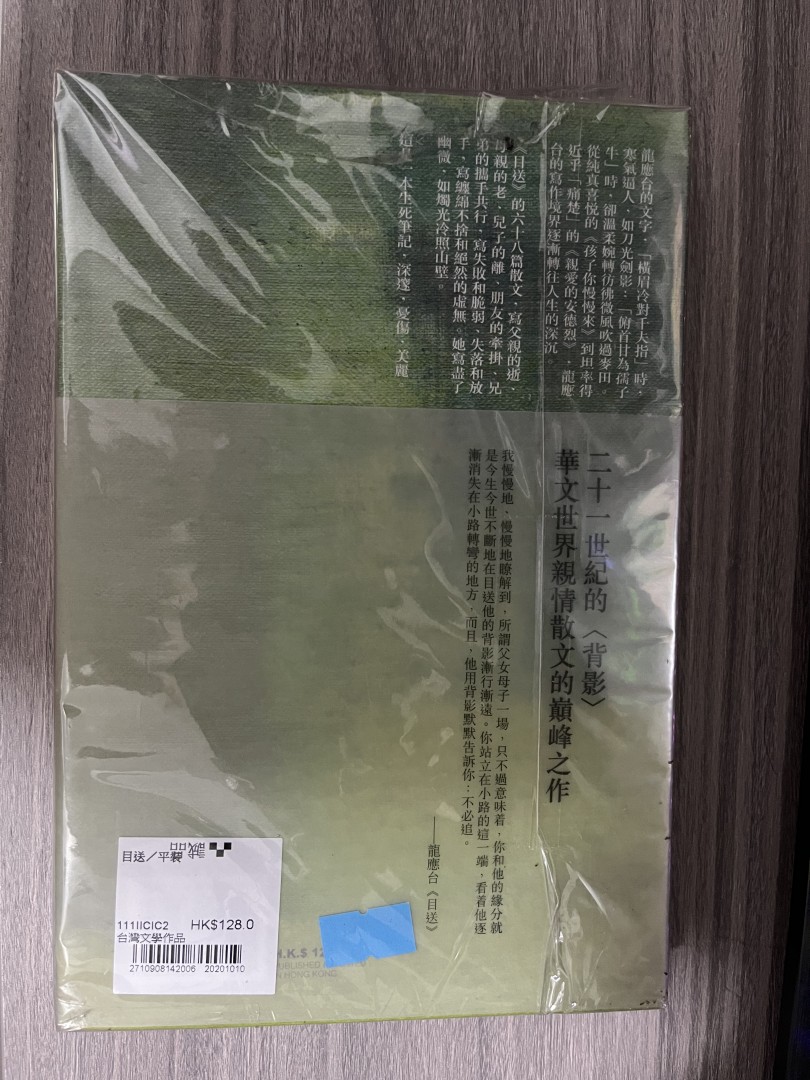 龍應台的文字，「橫眉冷對千夫指」時，
寒氣逼人，如刀光劍影；「俯首甘為孺子
牛」時，卻溫柔婉轉彷彿微風吹過麥田。
從純真喜悅的《孩子你慢慢來》到坦率得
近乎「痛楚」的《親愛的安德烈》，龍應
台的寫作境界逐漸轉往人生的深沉。
《目送》的六十八篇散文，寫父親的逝、
母親的老、兒子的離、朋友的牽掛、兄
弟的攜手共行，寫失敗和脆弱、失落和放
手，寫纏綿不捨和絕然的虛無。她寫盡了
幽微，如燭光冷照山壁。
這是一本生死筆記，深邃，憂傷，美麗
二十一世紀的〈背影〉
華文世界親情散文的巔峰之作
我慢慢地、慢慢地瞭解到，所謂父女母子一場，只不過意味着，你和他的緣分就
是今生今世不斷地在目送他的背影漸行漸遠。你站立在小路的這一端，看着他逐
漸消失在小路轉彎的地方，而且，他用背影默默告訴你：不必追。
——龍應台《目送》
目送／平裝
111IICIC2 HK$128.0
台灣文學作品
2710908142006 20201010
H.K.$ 12
PUBLISHED
IN HONG KONG